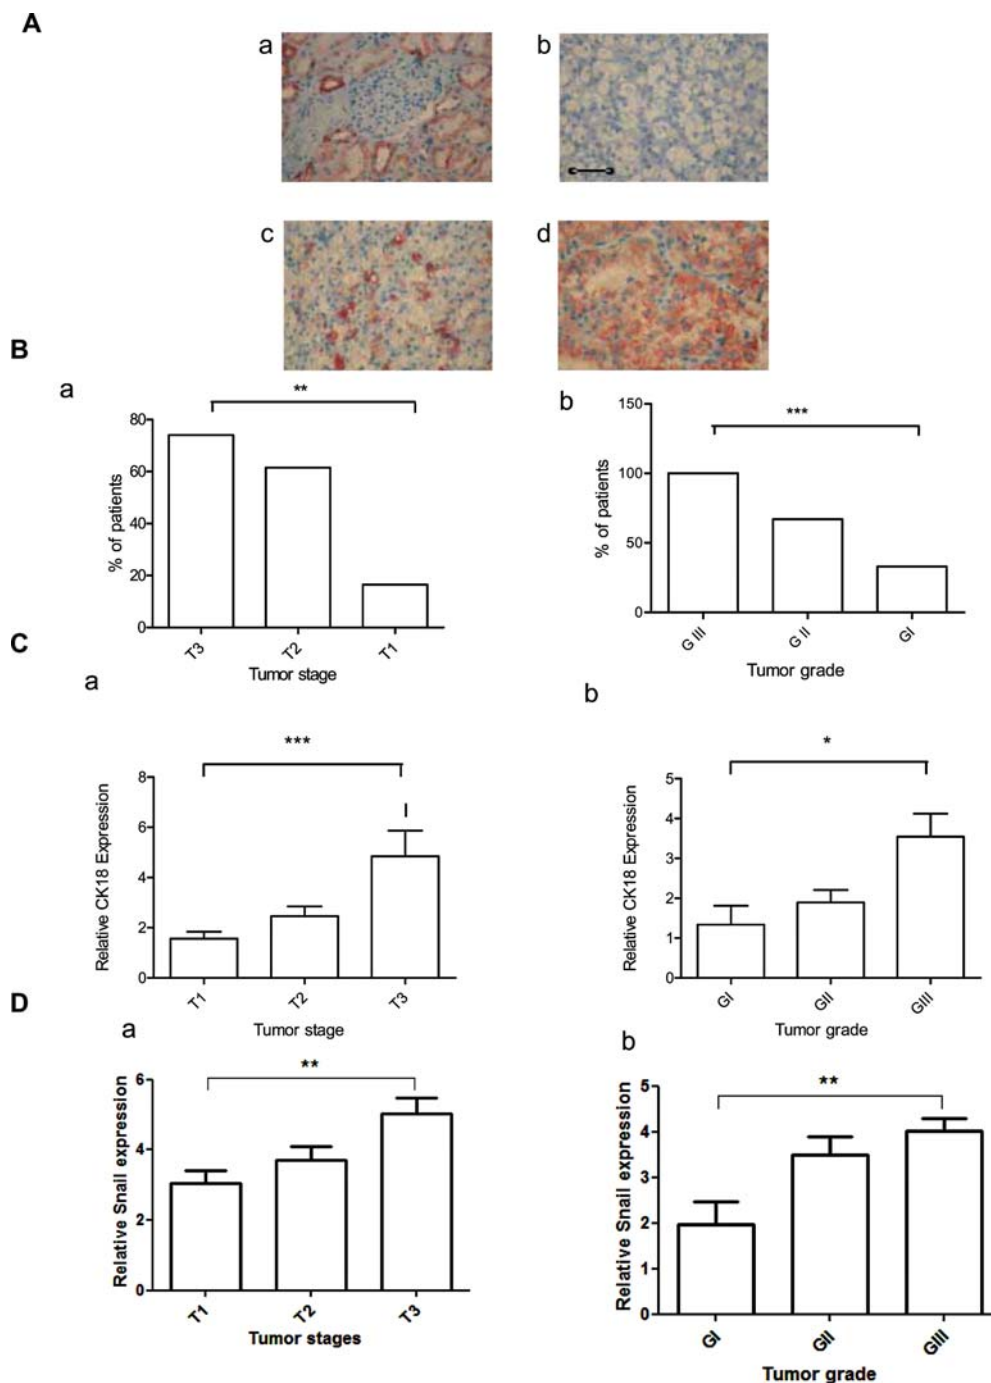 A
a
b
c
d
B
a
**
80
60
40
20
0
% of patients
T3
T2
T1
Tumor stage
b
***
150
100
50
0
% of patients
G III
G II
GI
Tumor grade
C
a
***
8
6
4
2
0
Relative CK18 Expression
T1
T2
T3
Tumor stage
b
*
5
4
3
2
1
0
Relative CK18 Expression
GI
GII
GIII
Tumor grade
D
a
**
6
4
2
0
Relative Snail expression
T1
T2
T3
Tumor stages
b
**
5
4
3
2
1
0
Relative Snail expression
GI
GII
GIII
Tumor grade